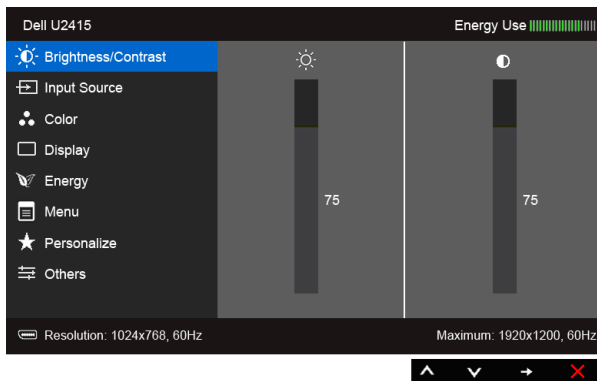 Dell U2415
Energy Use
Brightness/Contrast
Input Source
Color
Display
Energy
Menu
Personalize
Others
75
75
Resolution: 1024x768, 60Hz
Maximum: 1920x1200, 60Hz